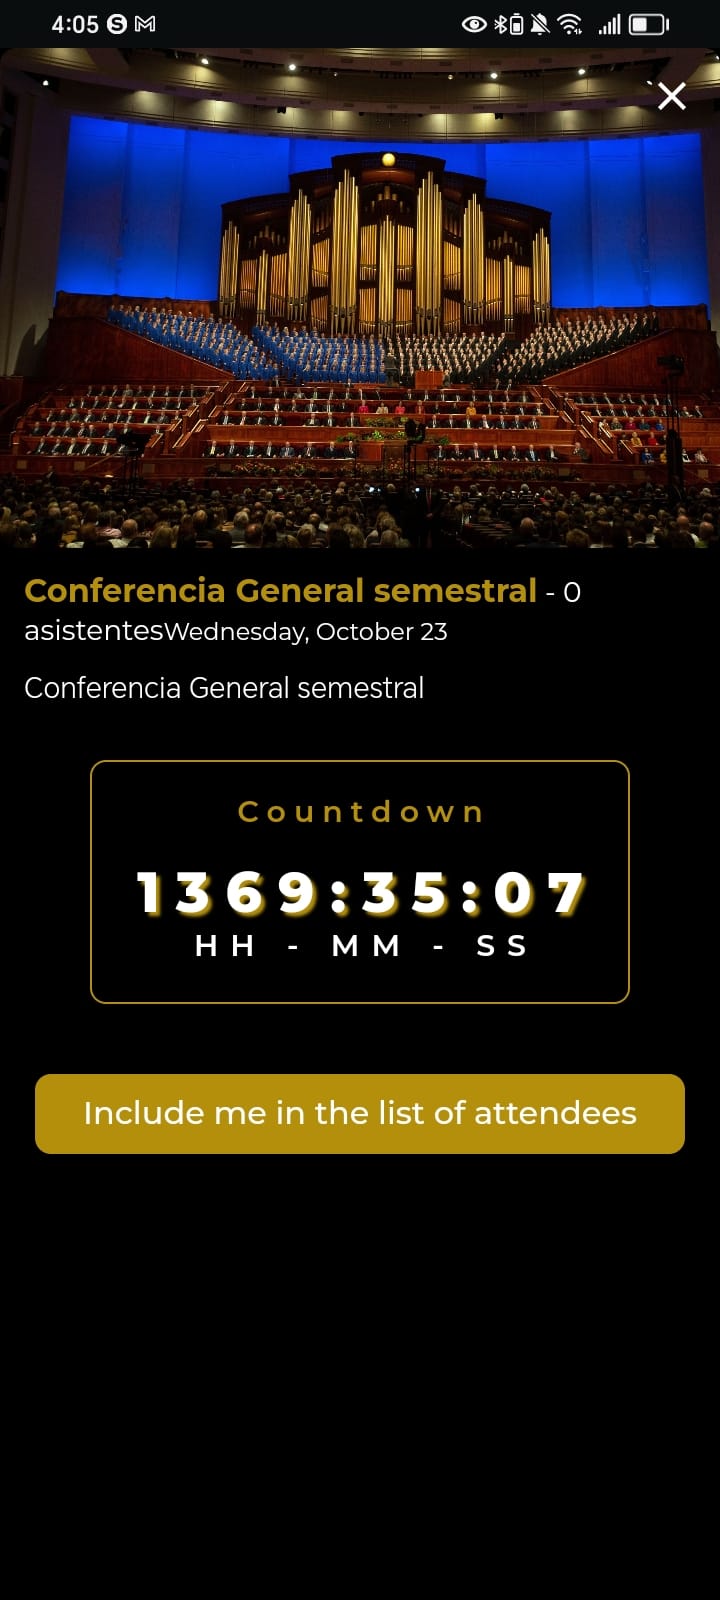 4:05
Conferencia General semestral - 0
asistentesWednesday, October 23
Conferencia General semestral
Countdown
1369:35:07
HH - MM - SS
Include me in the list of attendees